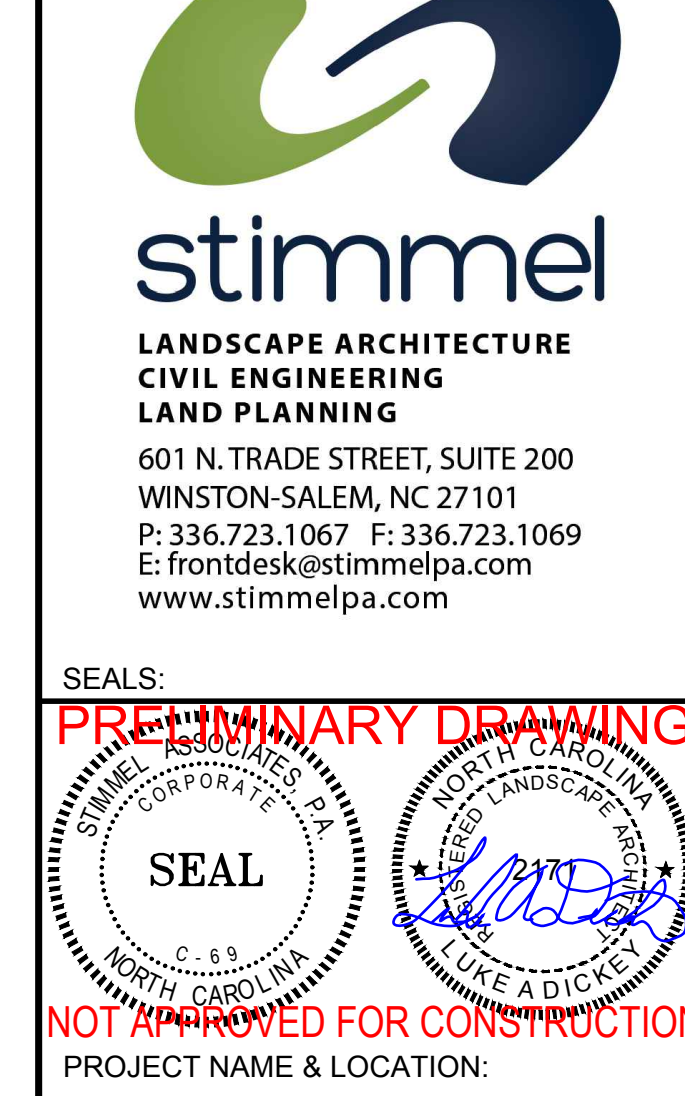 stimmel
LANDSCAPE ARCHITECTURE
CIVIL ENGINEERING
LAND PLANNING
601 N. TRADE STREET, SUITE 200
WINSTON-SALEM, NC 27101
P: 336.723.1067 F: 336.723.1069
E: frontdesk@stimmelpa.com
www.stimmelpa.com
SEALS:
PRELIMINARY DRAWING
STIMMEL ASSOCIATES, P.A.
CORPORATE
SEAL
C-69
NORTH CAROLINA
NORTH CAROLINA
REGISTERED LANDSCAPE ARCHITECT
2171
LUKE A DICKEY
NOT APPROVED FOR CONSTRUCTION
PROJECT NAME & LOCATION: